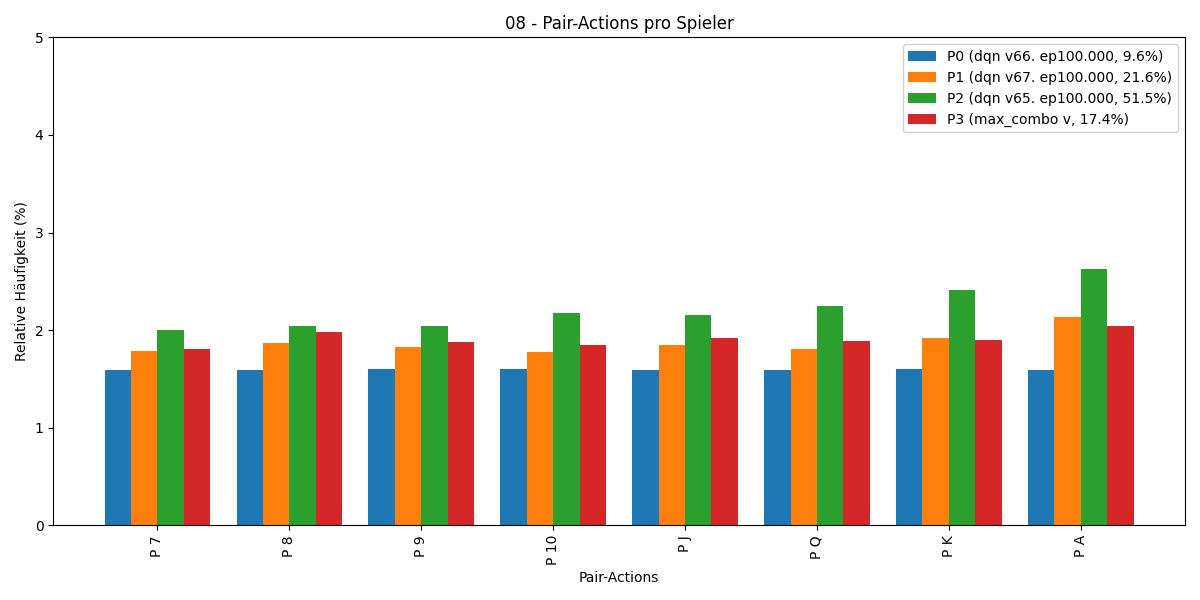 08 - Pair-Actions pro Spieler
P0 (dqn v66. ep100.000, 9.6%)
P1 (dqn v67. ep100.000, 21.6%)
P2 (dqn v65. ep100.000, 51.5%)
P3 (max_combo v, 17.4%)
Relative Häufigkeit (%)
5
4
3
2
1
0
P 7
P 8
P 9
P 10
P J
P Q
P K
P A
Pair-Actions